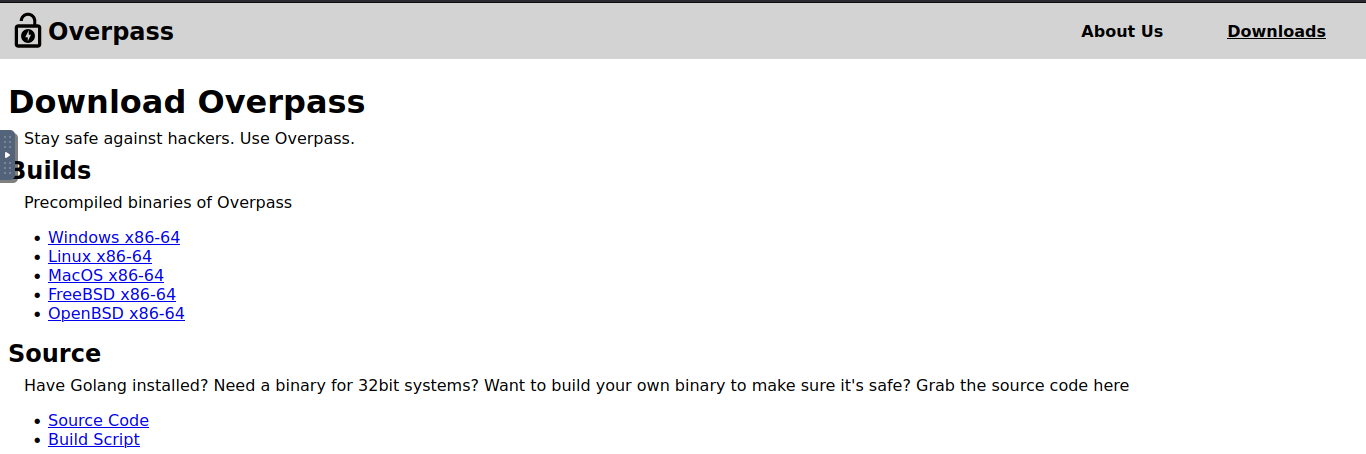 Overpass About Us Downloads
Download Overpass
Stay safe against hackers. Use Overpass.
Builds
Precompiled binaries of Overpass
Windows x86-64
Linux x86-64
MacOS x86-64
FreeBSD x86-64
OpenBSD x86-64
Source
Have Golang installed? Need a binary for 32bit systems? Want to build your own binary to make sure it's safe? Grab the source code here
Source Code
Build Script